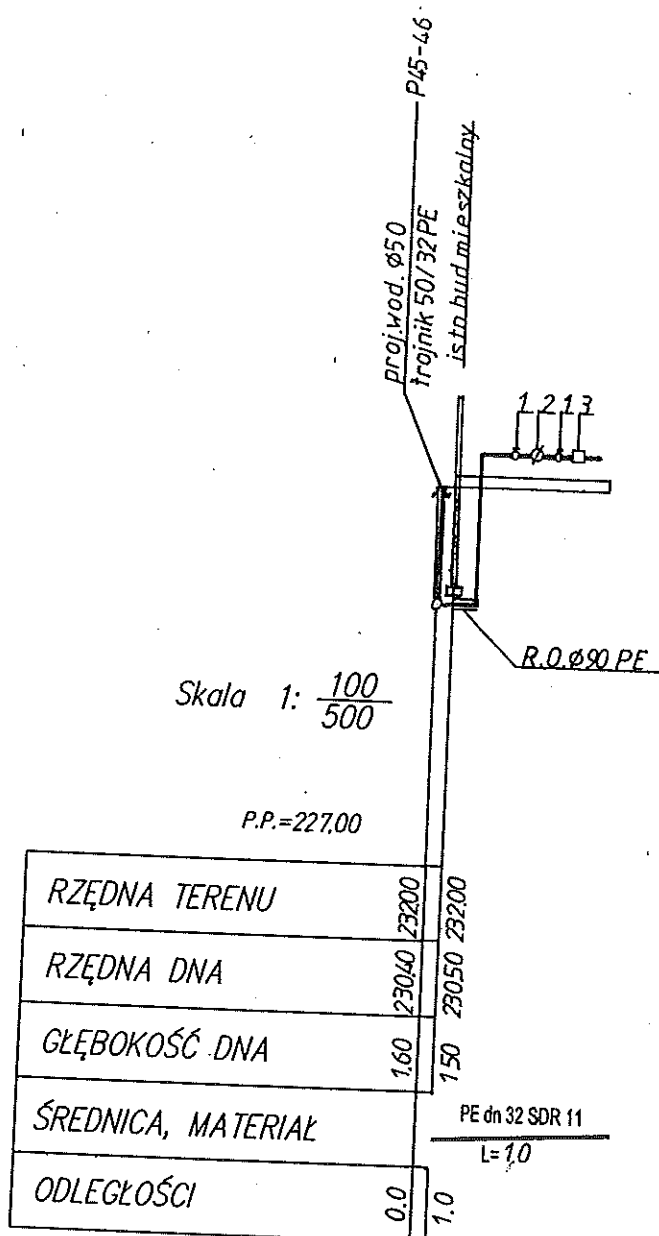 P45-46
proj.wod. ø50
trojnik 50/32PE
istn bud mieszkalny
1 2 1 3
R.O.ø90 PE
Skala 1: 100
500
P.P.=227,00
RZĘDNA TERENU 232,00 232,00
RZĘDNA DNA 230,40 230,50
GŁĘBOKOŚĆ DNA 1,60 1,50
ŚREDNICA, MATERIAŁ PE dn 32 SDR 11
L= 1,0
ODLEGŁOŚCI 0.0 1.0